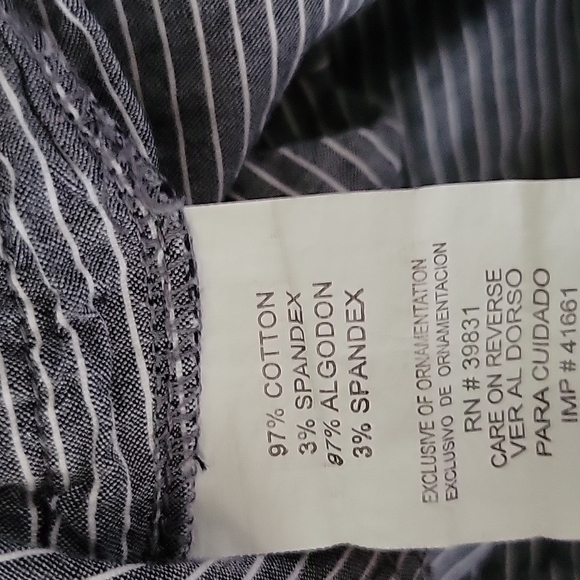 97% COTTON
3% SPANDEX
97% ALGODON
3% SPANDEX
EXCLUSIVE OF ORNAMENTATION
EXCLUSIVO DE ORNAMENTACION
RN # 39831
CARE ON REVERSE
VER AL DORSO
PARA CUIDADO
IMP # 41661